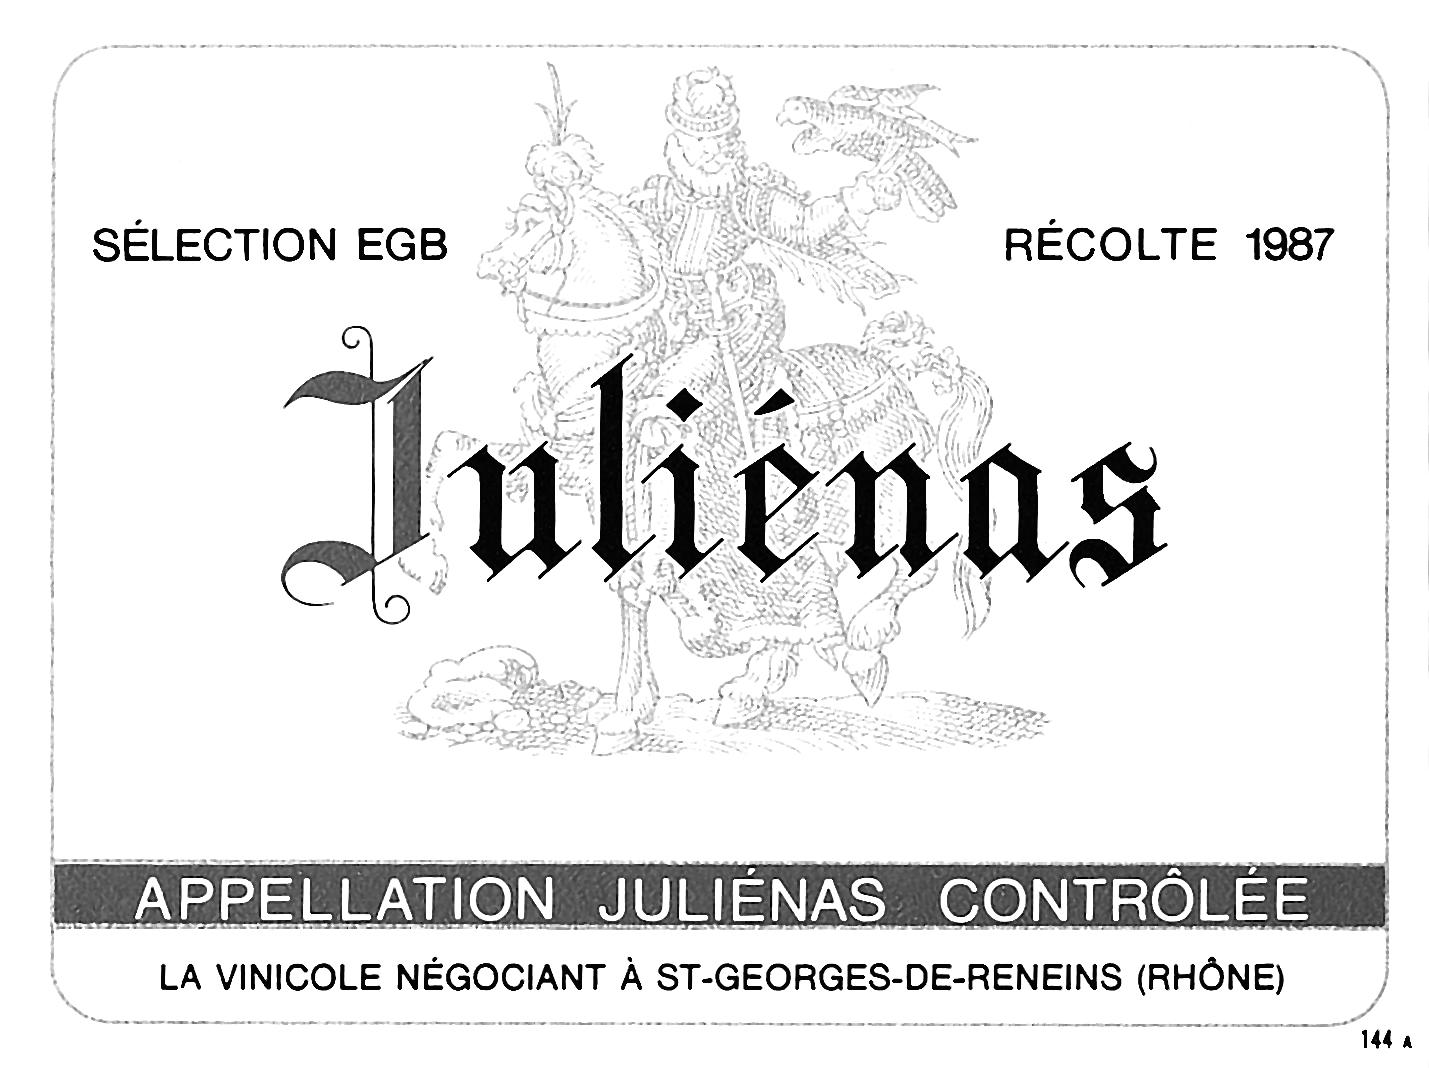 SÉLECTION EGB
RÉCOLTE 1987
Juliénas
APPELLATION JULIÉNAS CONTRÔLÉE
LA VINICOLE NÉGOCIANT À ST-GEORGES-DE-RENEINS (RHÔNE)
144 A